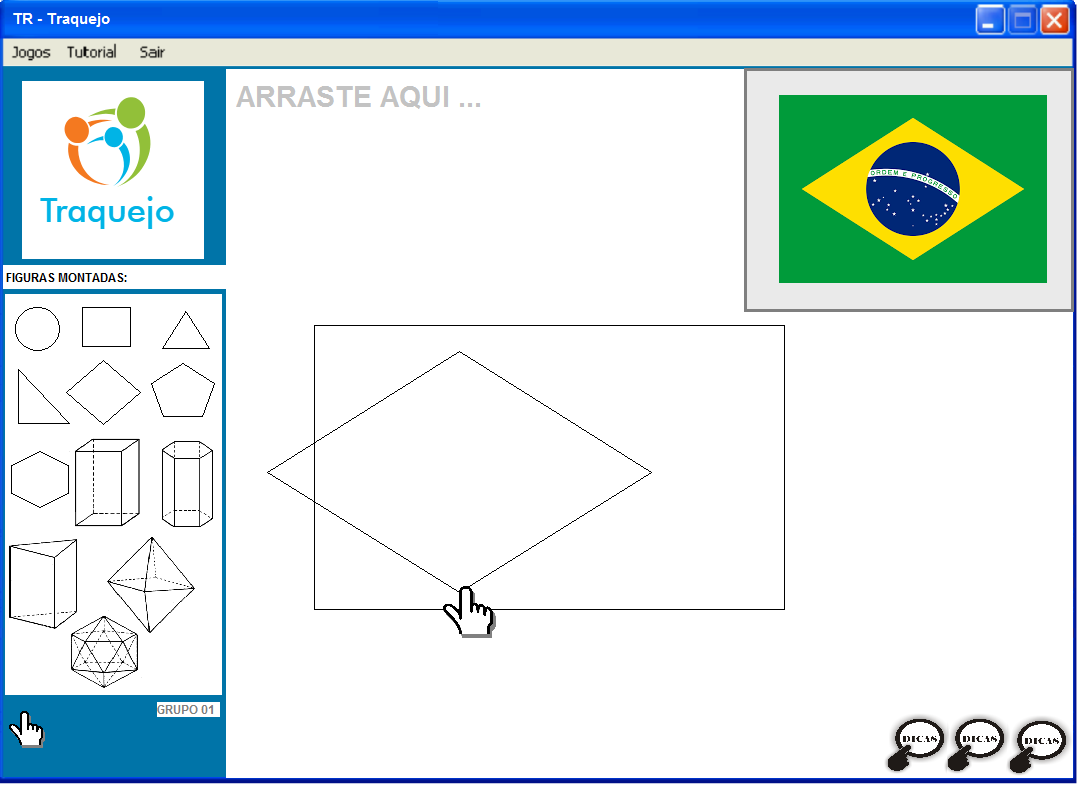 TR - Traquejo
Jogos Tutorial Sair
Traquejo
FIGURAS MONTADAS:
GRUPO 01
ARRASTE AQUI ...
ORDEM E PROGRESSO
DICAS DICAS DICAS